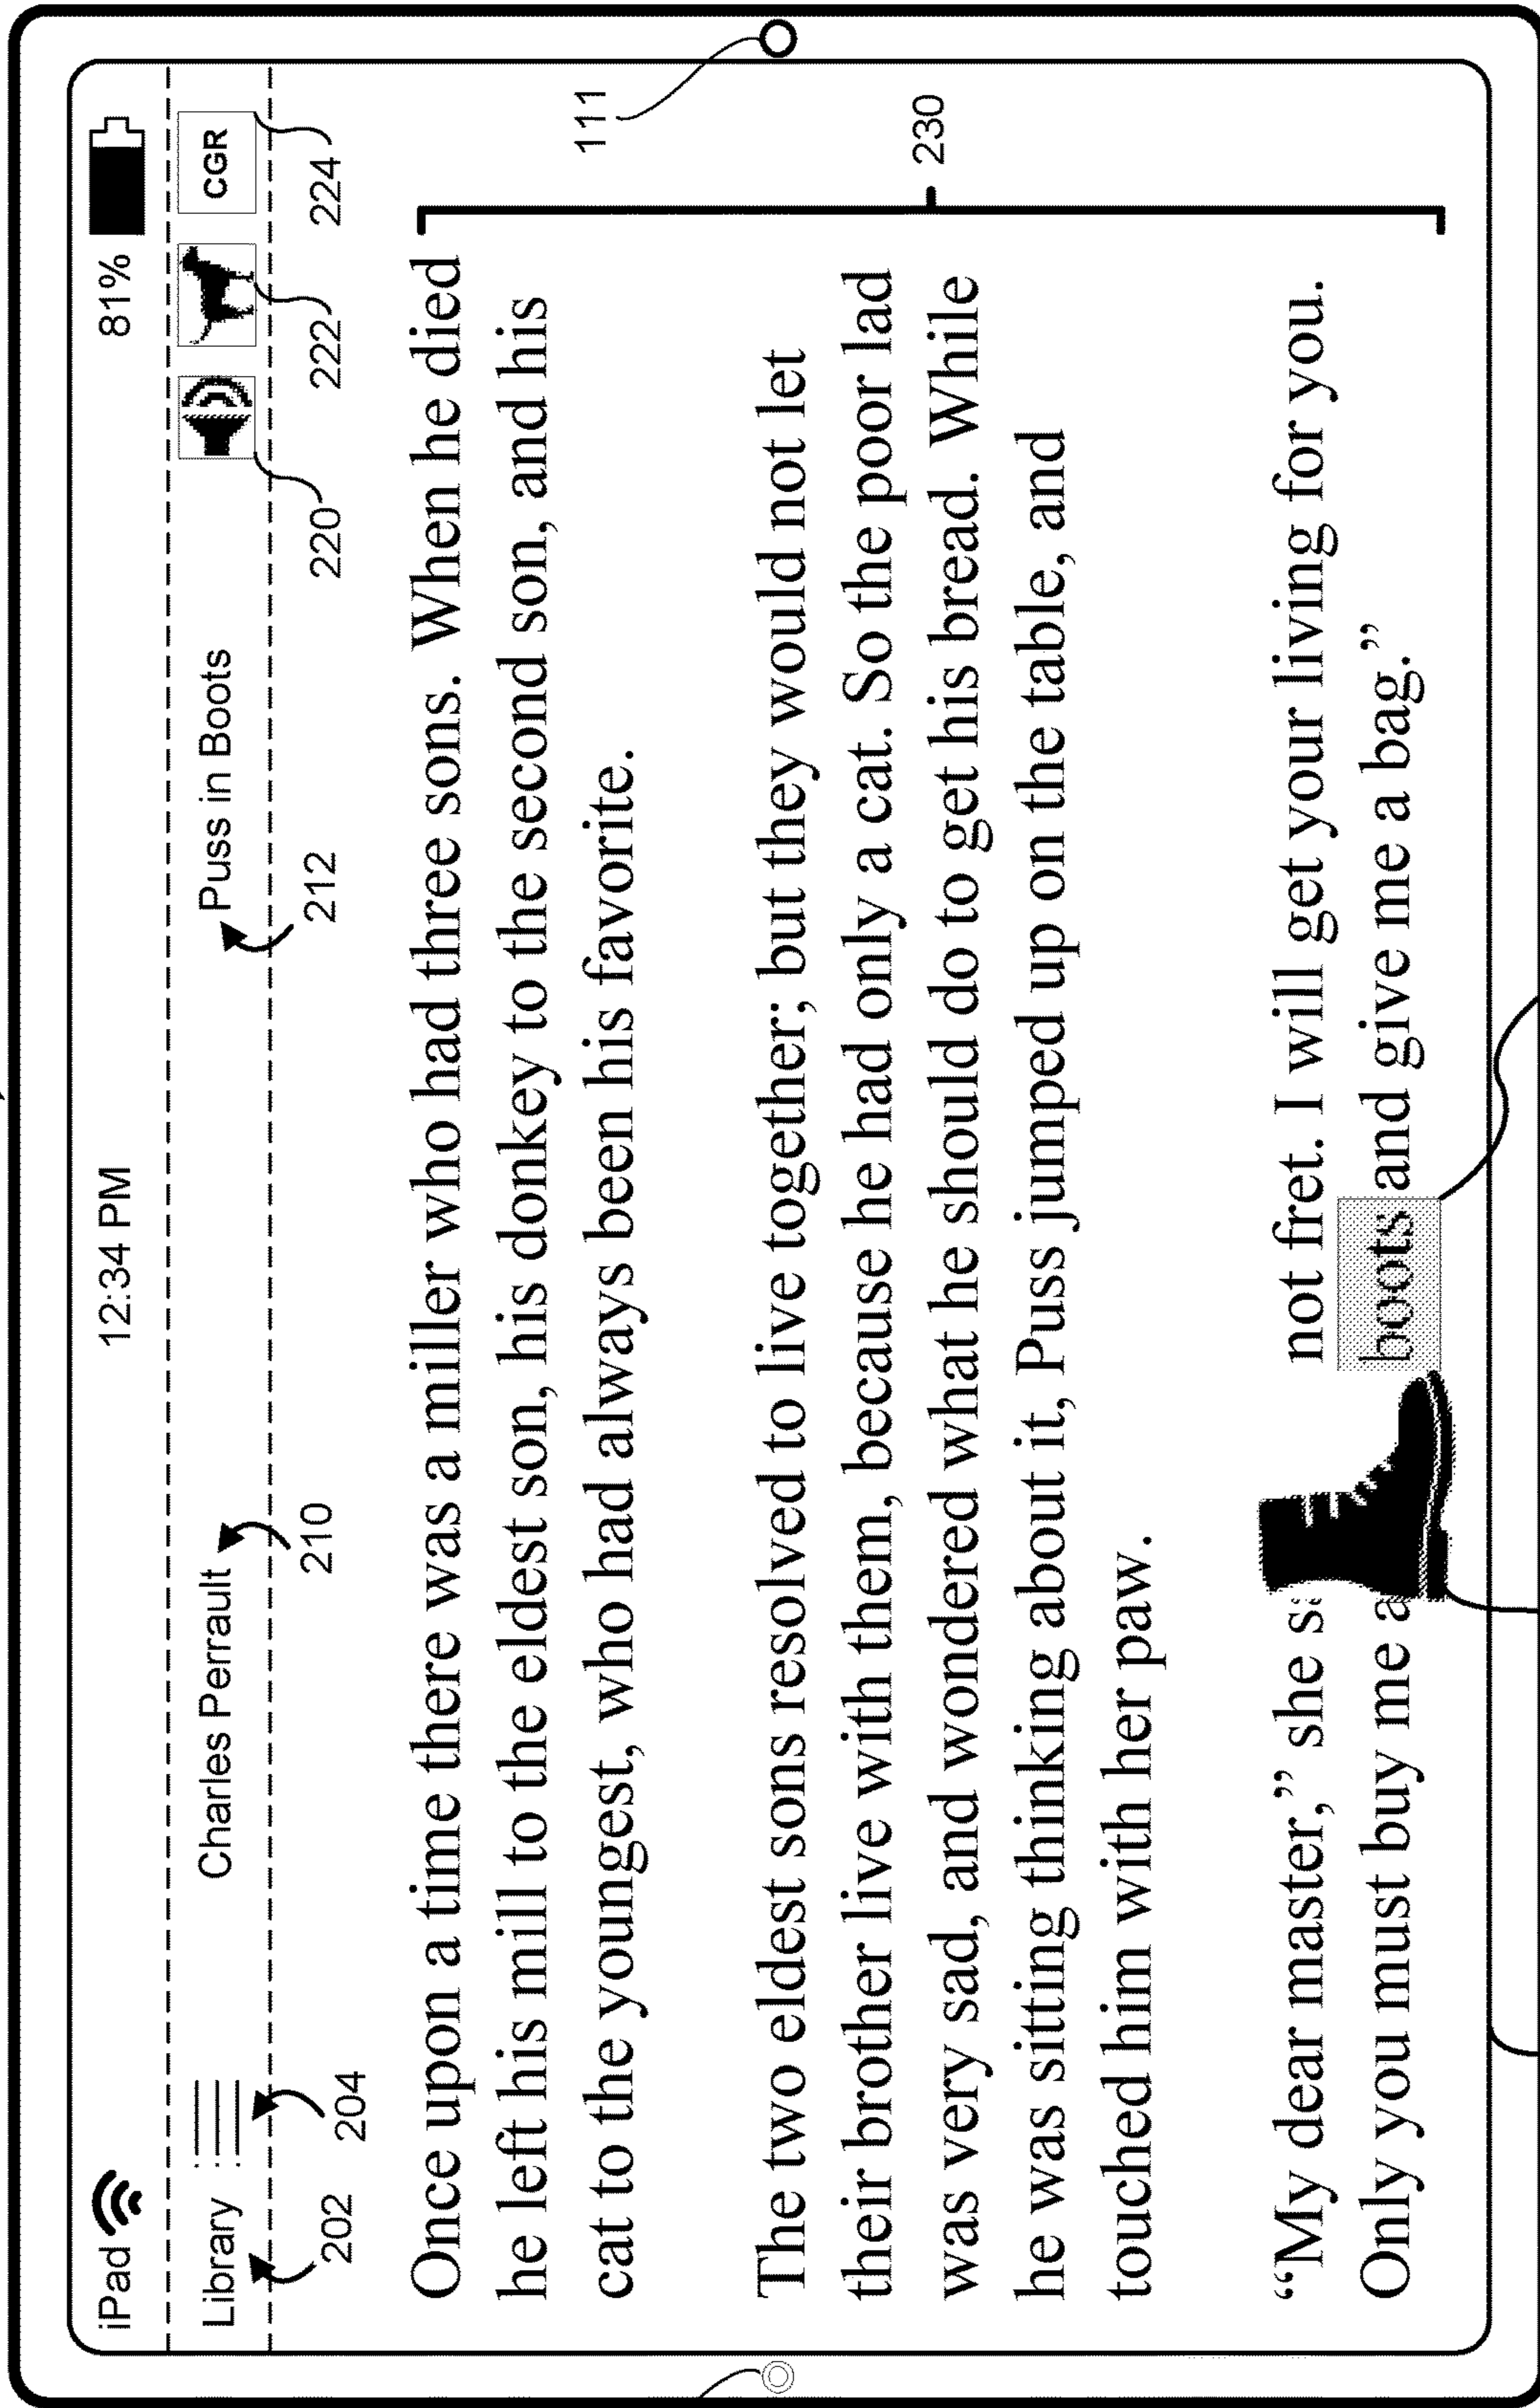 iPad 12:34 PM 81%
Library Charles Perrault Puss in Boots CGR
202 204 210 212 220 222 224
Once upon a time there was a miller who had three sons. When he died
he left his mill to the eldest son, his donkey to the second son, and his
cat to the youngest, who had always been his favorite.
111
The two eldest sons resolved to live together; but they would not let
their brother live with them, because he had only a cat. So the poor lad
was very sad, and wondered what he should do to get his bread. While
230
he was sitting thinking about it, Puss jumped up on the table, and
touched him with her paw.
“My dear master,” she not fret. I will get your living for you.
Only you must buy me boots and give me a bag.”